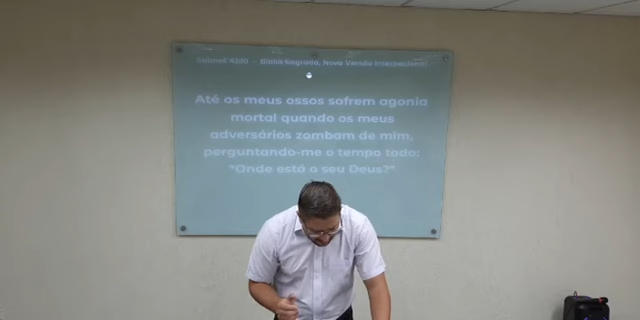 Salmos 42:10 - Bíblia Sagrada, Nova Versão Internacional
Até os meus ossos sofrem agonia
mortal quando os meus
adversários zombam de mim,
perguntando-me o tempo todo:
"Onde está o seu Deus?"